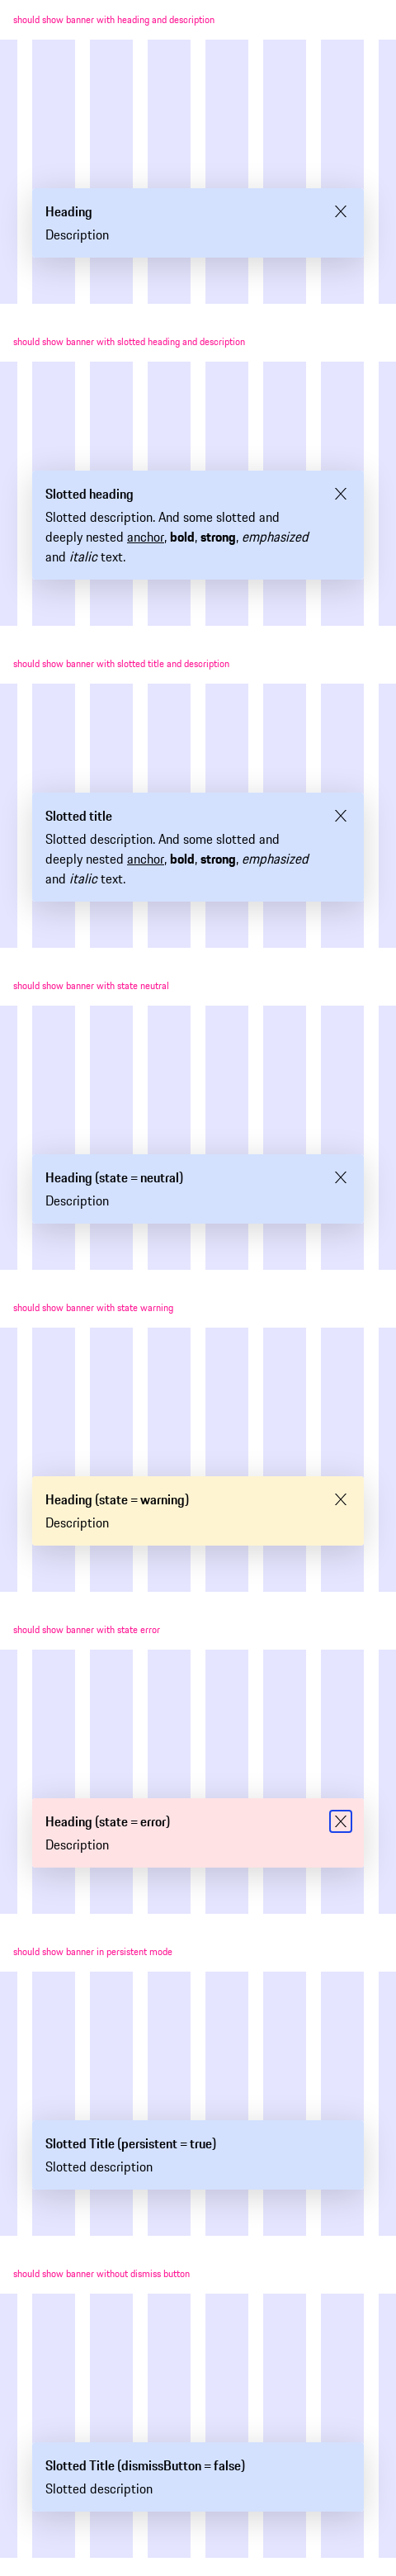 should show banner with heading and description
Heading
Description
should show banner with slotted heading and description
Slotted heading
Slotted description. And some slotted and
deeply nested anchor, bold, strong, emphasized
and italic text.
should show banner with slotted title and description
Slotted title
Slotted description. And some slotted and
deeply nested anchor, bold, strong, emphasized
and italic text.
should show banner with state neutral
Heading (state = neutral)
Description
should show banner with state warning
Heading (state = warning)
Description
should show banner with state error
Heading (state = error)
Description
should show banner in persistent mode
Slotted Title (persistent = true)
Slotted description
should show banner without dismiss button
Slotted Title (dismissButton = false)
Slotted description